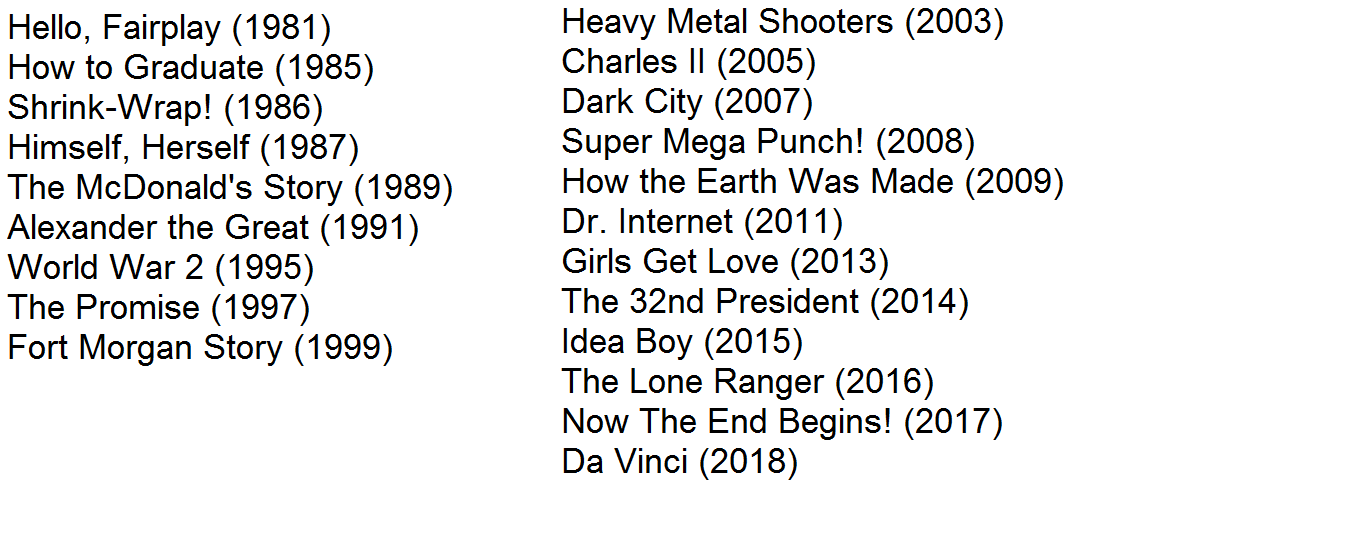 Hello, Fairplay (1981)
How to Graduate (1985)
Shrink-Wrap! (1986)
Himself, Herself (1987)
The McDonald's Story (1989)
Alexander the Great (1991)
World War 2 (1995)
The Promise (1997)
Fort Morgan Story (1999)
Heavy Metal Shooters (2003)
Charles II (2005)
Dark City (2007)
Super Mega Punch! (2008)
How the Earth Was Made (2009)
Dr. Internet (2011)
Girls Get Love (2013)
The 32nd President (2014)
Idea Boy (2015)
The Lone Ranger (2016)
Now The End Begins! (2017)
Da Vinci (2018)